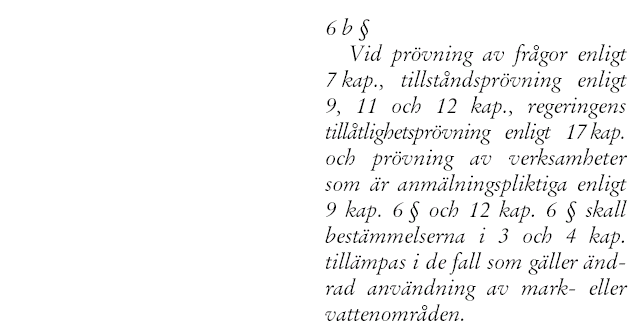 6 b §
Vid prövning av frågor enligt
7 kap., tillståndsprövning enligt
9, 11 och 12 kap., regeringens
tillåtlighetsprövning enligt 17 kap.
och prövning av verksamheter
som är anmälningspliktiga enligt
9 kap. 6 § och 12 kap. 6 § skall
bestämmelserna i 3 och 4 kap.
tillämpas i de fall som gäller änd-
rad användning av mark- eller
vattenområden.